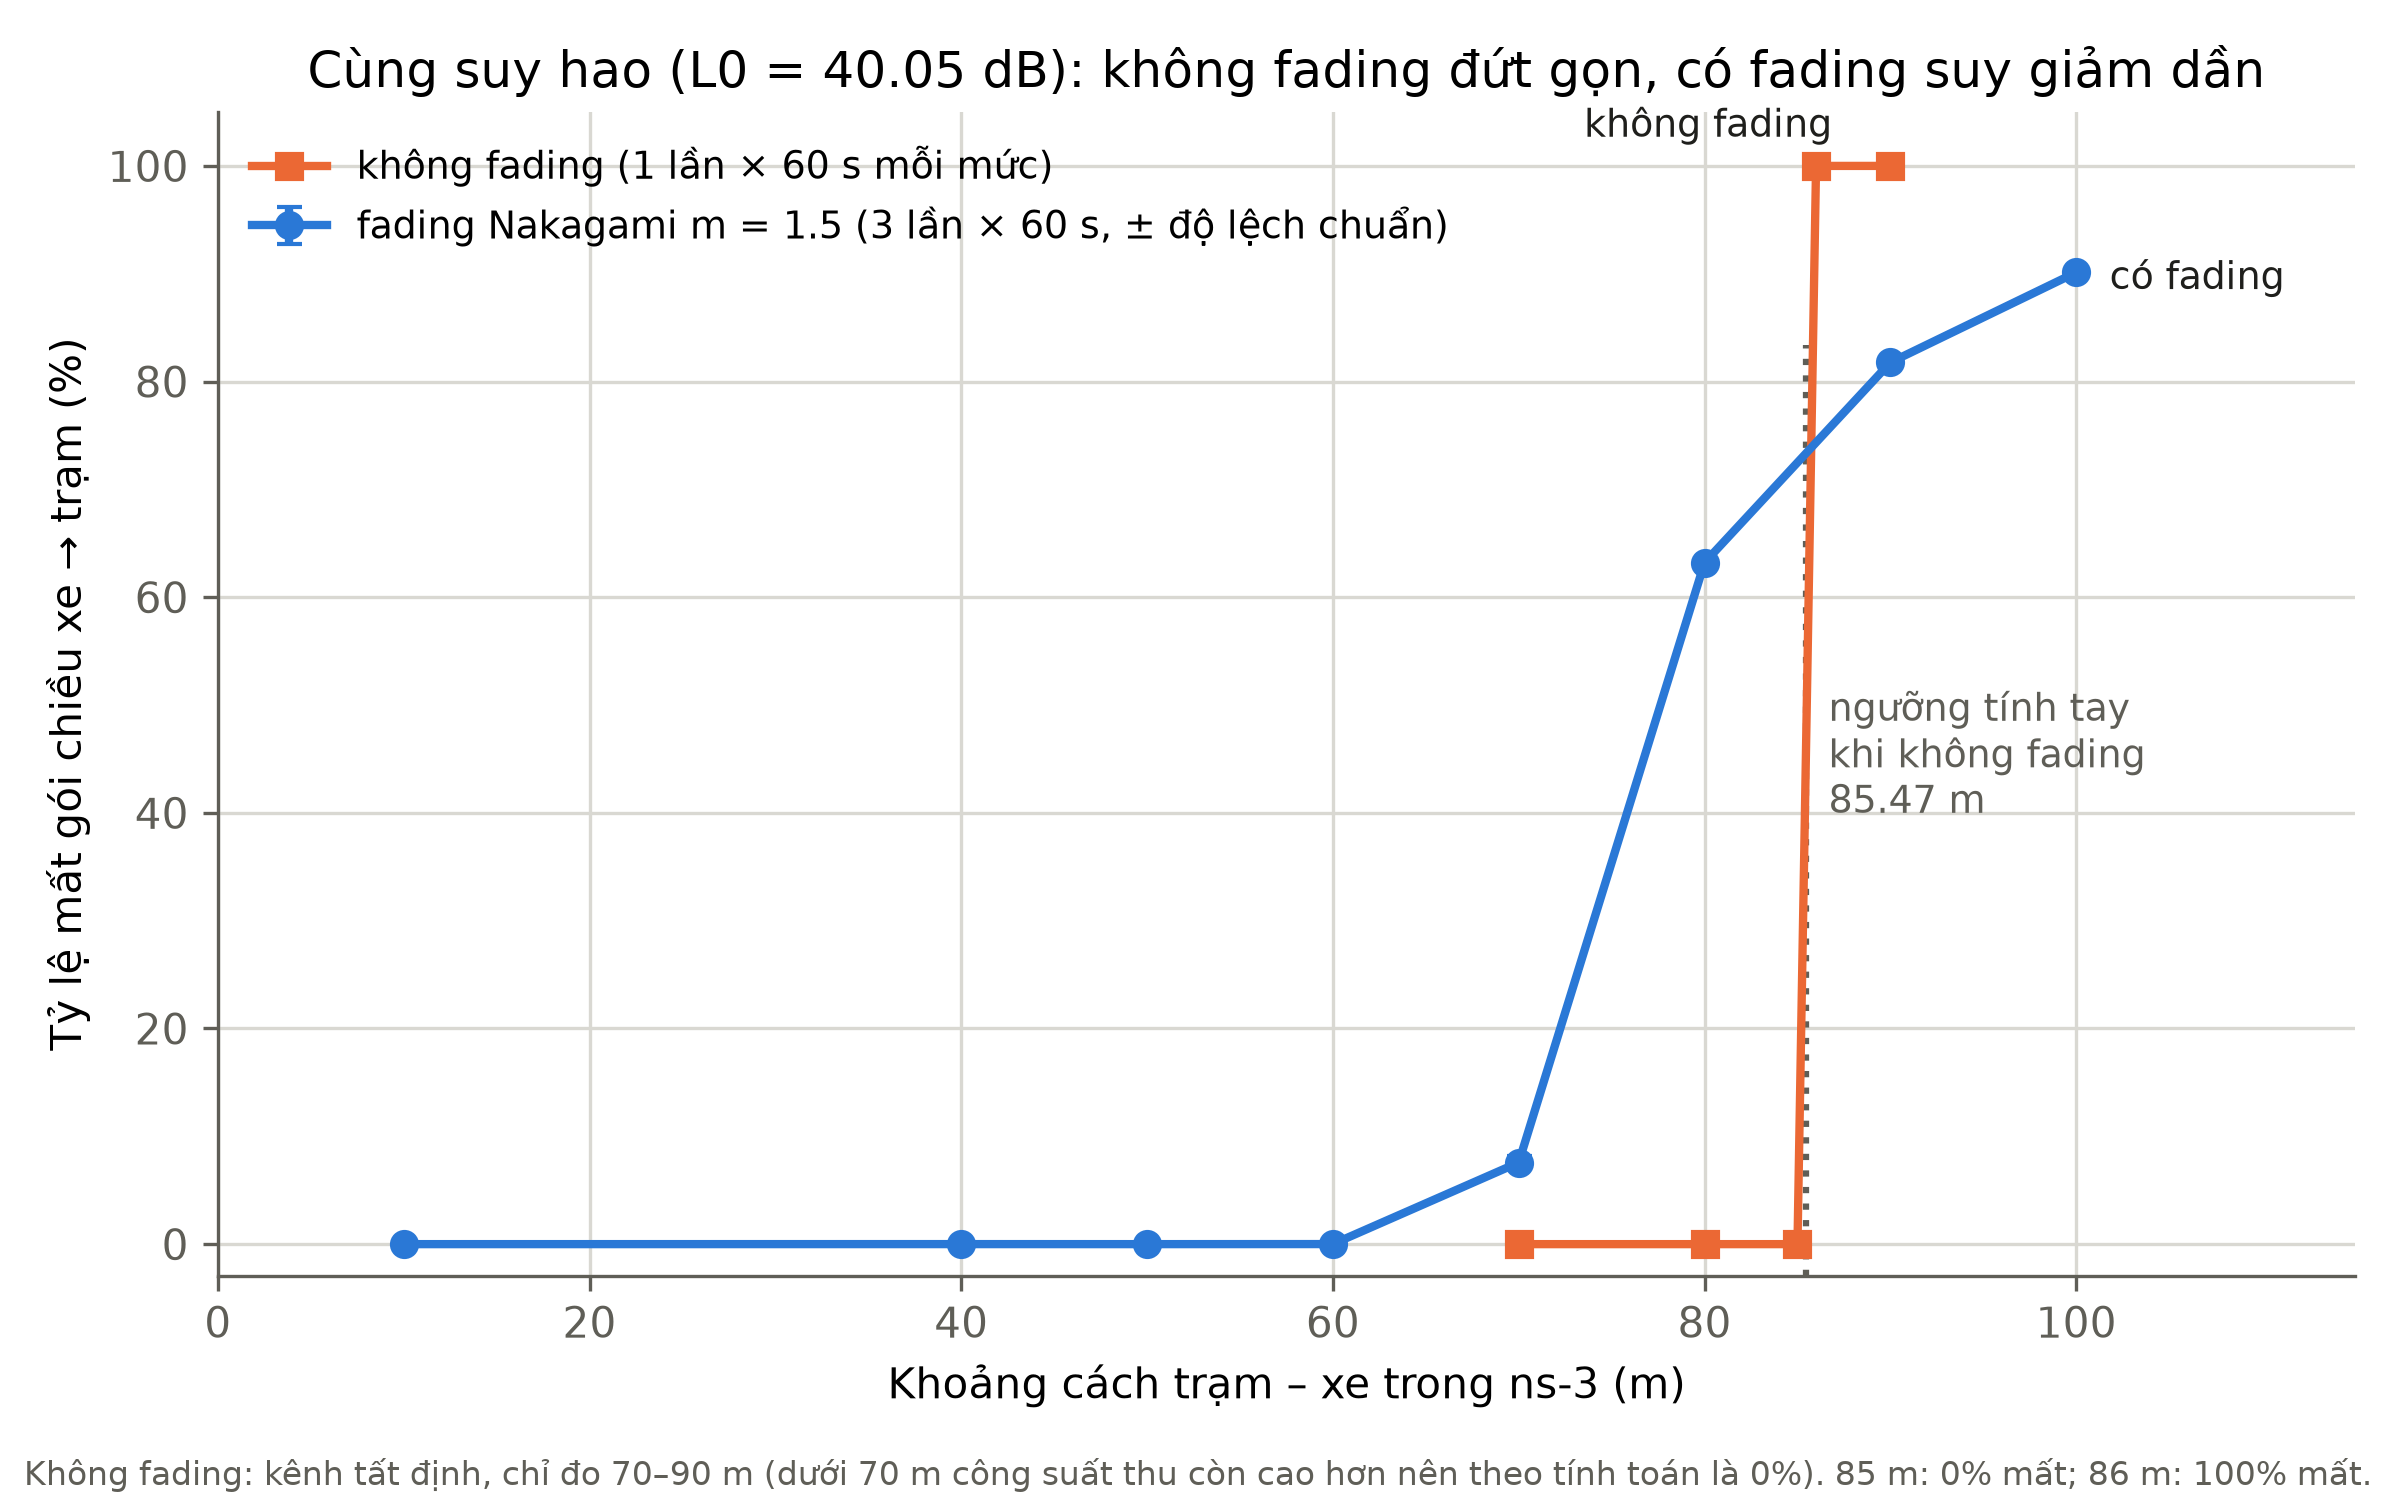 Cùng suy hao (L0 = 40.05 dB): không fading đứt gọn, có fading suy giảm dần
không fading
không fading (1 lần × 60 s mỗi mức)
fading Nakagami m = 1.5 (3 lần × 60 s, ± độ lệch chuẩn)
có fading
ngưỡng tính tay
khi không fading
85.47 m
Tỷ lệ mất gói chiều xe → trạm (%)
100
80
60
40
20
0
0 20 40 60 80 100
Khoảng cách trạm – xe trong ns-3 (m)
Không fading: kênh tất định, chỉ đo 70–90 m (dưới 70 m công suất thu còn cao hơn nên theo tính toán là 0%). 85 m: 0% mất; 86 m: 100% mất.